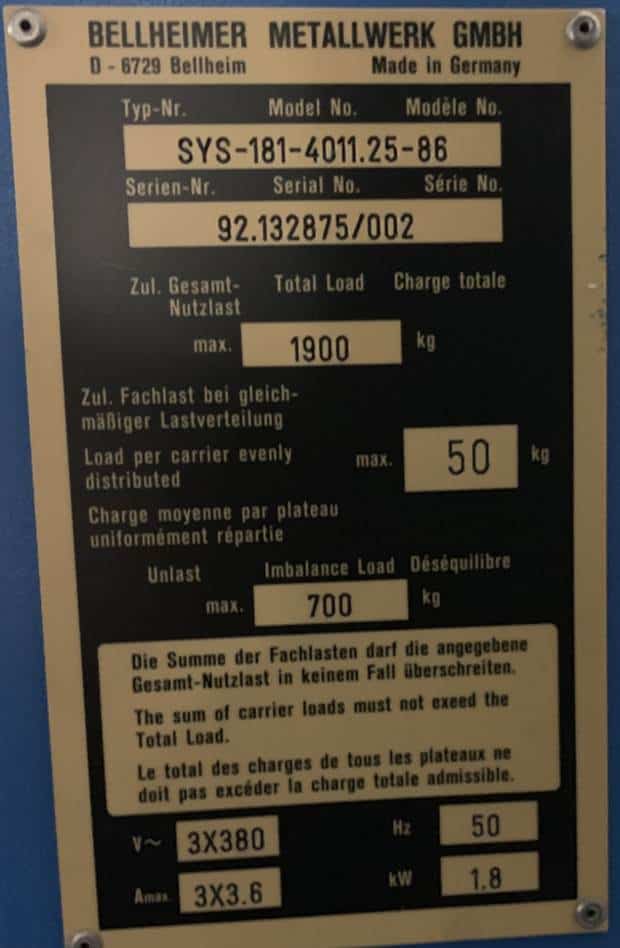 BELLHEIMER METALLWERK GMBH
D - 6729 Bellheim Made in Germany
Typ-Nr. Model No. Modèle No.
SYS-181-4011.25-86
Serien-Nr. Serial No. Série No.
92.132875/002
Zul. Gesamt- Total Load Charge totale
Nutzlast
max. 1900 kg
Zul. Fachlast bei gleich-
mäßiger Lastverteilung
Load per carrier evenly
distributed
max. 50 kg
Charge moyenne par plateau
uniformément répartie
Unlast Imbalance Load Déséquilibre
max. 700 kg
Die Summe der Fachlasten darf die angegebene
Gesamt-Nutzlast in keinem Fall überschreiten.
The sum of carrier loads must not exeed the
Total Load.
Le total des charges de tous les plateaux ne
doit pas excéder la charge totale admissible.
V~ 3X380 Hz 50
Amax. 3X3.6 kW 1.8